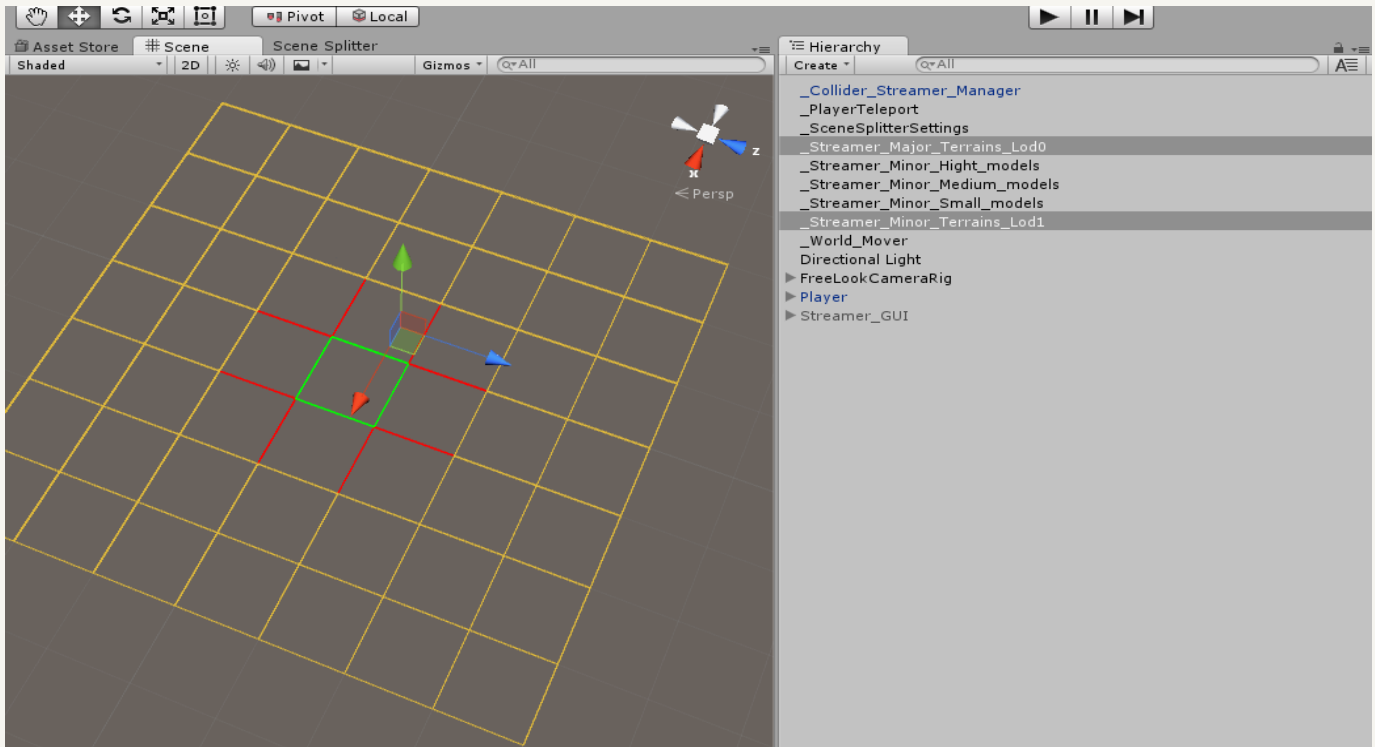 Pivot Local
Asset Store Scene Scene Splitter
Shaded 2D Gizmos All
z
x
Persp
Hierarchy
Create All
_Collider_Streamer_Manager
_PlayerTeleport
_SceneSplitterSettings
_Streamer_Major_Terrains_Lod0
_Streamer_Minor_Hight_models
_Streamer_Minor_Medium_models
_Streamer_Minor_Small_models
_Streamer_Minor_Terrains_Lod1
_World_Mover
Directional Light
FreeLookCameraRig
Player
Streamer_GUI